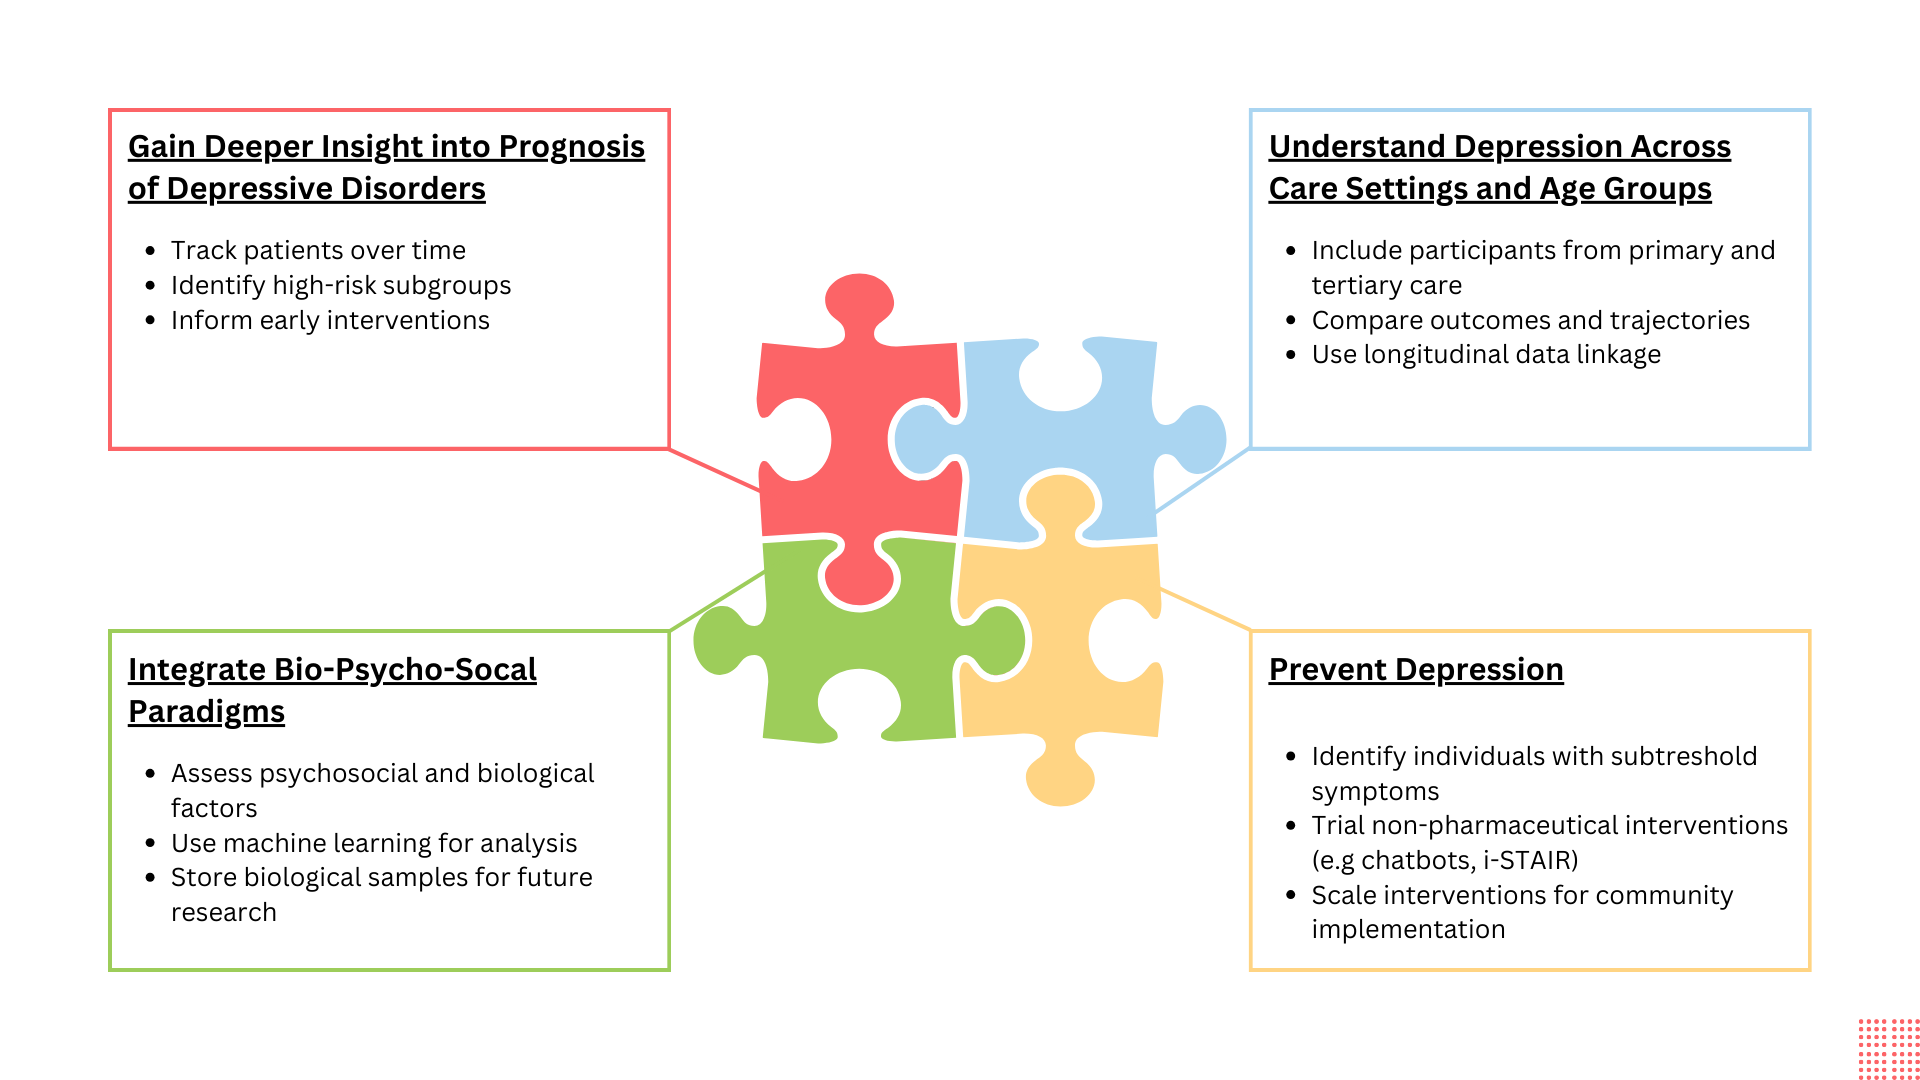 Gain Deeper Insight into Prognosis
of Depressive Disorders
• Track patients over time
• Identify high-risk subgroups
• Inform early interventions
Understand Depression Across
Care Settings and Age Groups
• Include participants from primary and
tertiary care
• Compare outcomes and trajectories
• Use longitudinal data linkage
Integrate Bio-Psycho-Socal
Paradigms
• Assess psychosocial and biological
factors
• Use machine learning for analysis
• Store biological samples for future
research
Prevent Depression
• Identify individuals with subtreshold
symptoms
• Trial non-pharmaceutical interventions
(e.g chatbots, i-STAIR)
• Scale interventions for community
implementation